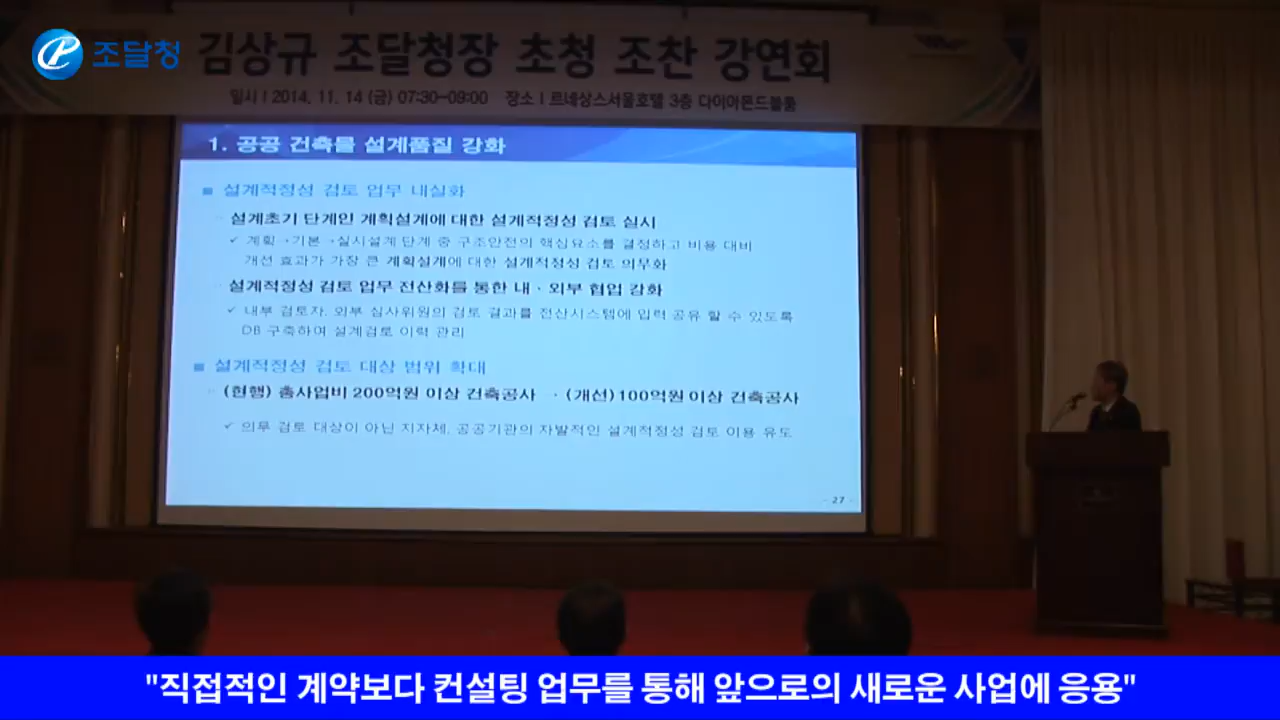 조달청
김상규 조달청장 초청 조찬 강연회
일시 I 2014. 11. 14 (금) 07:30-09:00 장소 I 르네상스서울호텔 3층 다이아몬드볼룸
1. 공공 건축물 설계품질 강화
■ 설계적정성 검토 업무 내실화
· 설계초기 단계인 계획설계에 대한 설계적정성 검토 실시
✓ 계획→기본→실시설계 단계 중 구조안전의 핵심요소를 결정하고 비용 대비
개선 효과가 가장 큰 계획설계에 대한 설계적정성 검토 의무화
· 설계적정성 검토 업무 전산화를 통한 내·외부 협업 강화
✓ 내부 검토자, 외부 심사위원의 검토 결과를 전산시스템에 입력 공유 할 수 있도록
DB 구축하여 설계검토 이력 관리
■ 설계적정성 검토 대상 범위 확대
· (현행) 총사업비 200억원 이상 건축공사 → (개선)100억원 이상 건축공사
✓ 의무 검토 대상이 아닌 지자체, 공공기관의 자발적인 설계적정성 검토 이용 유도
- 27 -
"직접적인 계약보다 컨설팅 업무를 통해 앞으로의 새로운 사업에 응용"